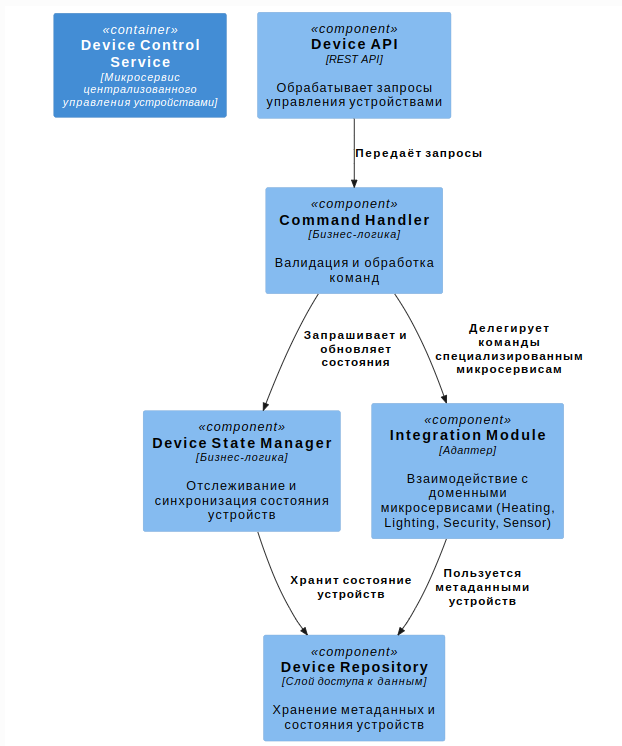 «container»
Device Control
Service
[Микросервис
централизованного
управления устройствами]
«component»
Device API
[REST API]
Обрабатывает запросы
управления устройствами
Передаёт запросы
«component»
Command Handler
[Бизнес-логика]
Валидация и обработка
команд
Запрашивает и
обновляет
состояния
Делегирует
команды
специализированным
микросервисам
«component»
Device State Manager
[Бизнес-логика]
Отслеживание и
синхронизация состояния
устройств
«component»
Integration Module
[Адаптер]
Взаимодействие с
доменными
микросервисами (Heating,
Lighting, Security, Sensor)
Хранит состояние
устройств
Пользуется
метаданными
устройств
«component»
Device Repository
[Слой доступа к данным]
Хранение метаданных и
состояния устройств